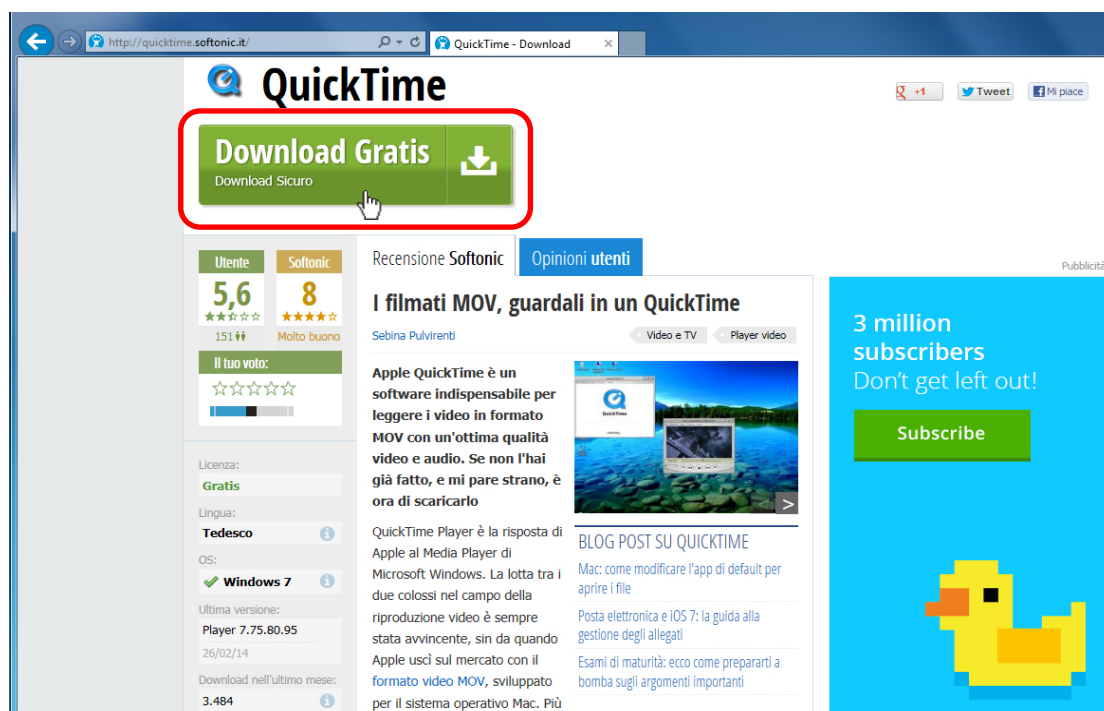 http://quicktime.softonic.it/
QuickTime - Download
QuickTime
+1
Tweet
Mi piace
Download Gratis
Download Sicuro
Utente
Softonic
5,6
8
151
Molto buono
Il tuo voto:
Licenza:
Gratis
Lingua:
Tedesco
OS:
Windows 7
Ultima versione:
Player 7.75.80.95
26/02/14
Download nell'ultimo mese:
3.484
Recensione Softonic
Opinioni utenti
I filmati MOV, guardali in un QuickTime
Sebina Pulvirenti
Video e TV
Player video
Apple QuickTime è un
software indispensabile per
leggere i video in formato
MOV con un'ottima qualità
video e audio. Se non l'hai
già fatto, e mi pare strano, è
ora di scaricarlo
QuickTime Player è la risposta di
Apple al Media Player di
Microsoft Windows. La lotta tra i
due colossi nel campo della
riproduzione video è sempre
stata avvincente, sin da quando
Apple uscì sul mercato con il
formato video MOV, sviluppato
per il sistema operativo Mac. Più
QuickTime
BLOG POST SU QUICKTIME
Mac: come modificare l'app di default per
aprire i file
Posta elettronica e iOS 7: la guida alla
gestione degli allegati
Esami di maturità: ecco come prepararti a
bomba sugli argomenti importanti
Pubblicità
3 million
subscribers
Don't get left out!
Subscribe